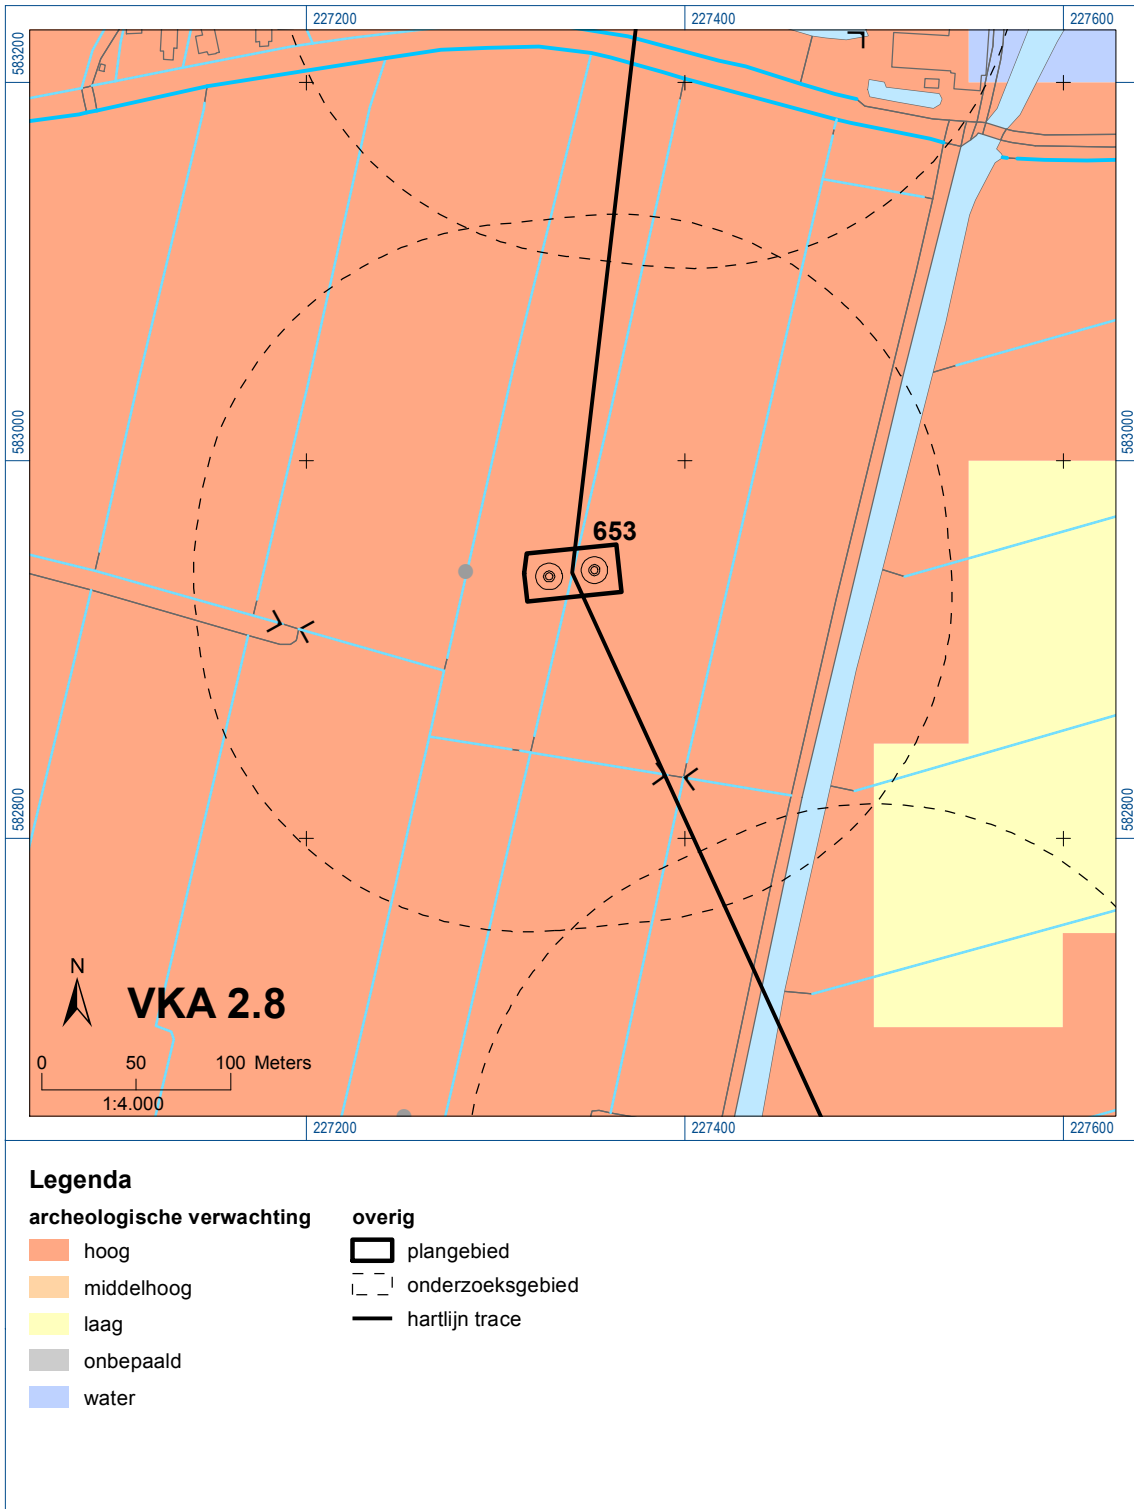 227200 227400 227600
583200
583000 583000
653
582800 582800
N
VKA 2.8
0 50 100 Meters
1:4.000
227200 227400 227600
Legenda
archeologische verwachting
hoog
middelhoog
laag
onbepaald
water
overig
plangebied
onderzoeksgebied
hartlijn trace